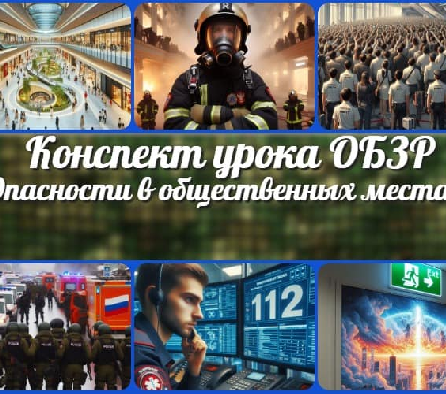 Конспект урока ОБЗР
Опасности в общественных места
112